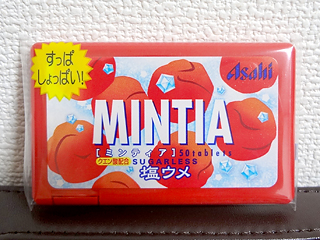 すっぱ
しょっぱい!
Asahi
MINTIA
[ミンティア] 50tablets
クエン酸配合 SUGARLESS
塩ウメ